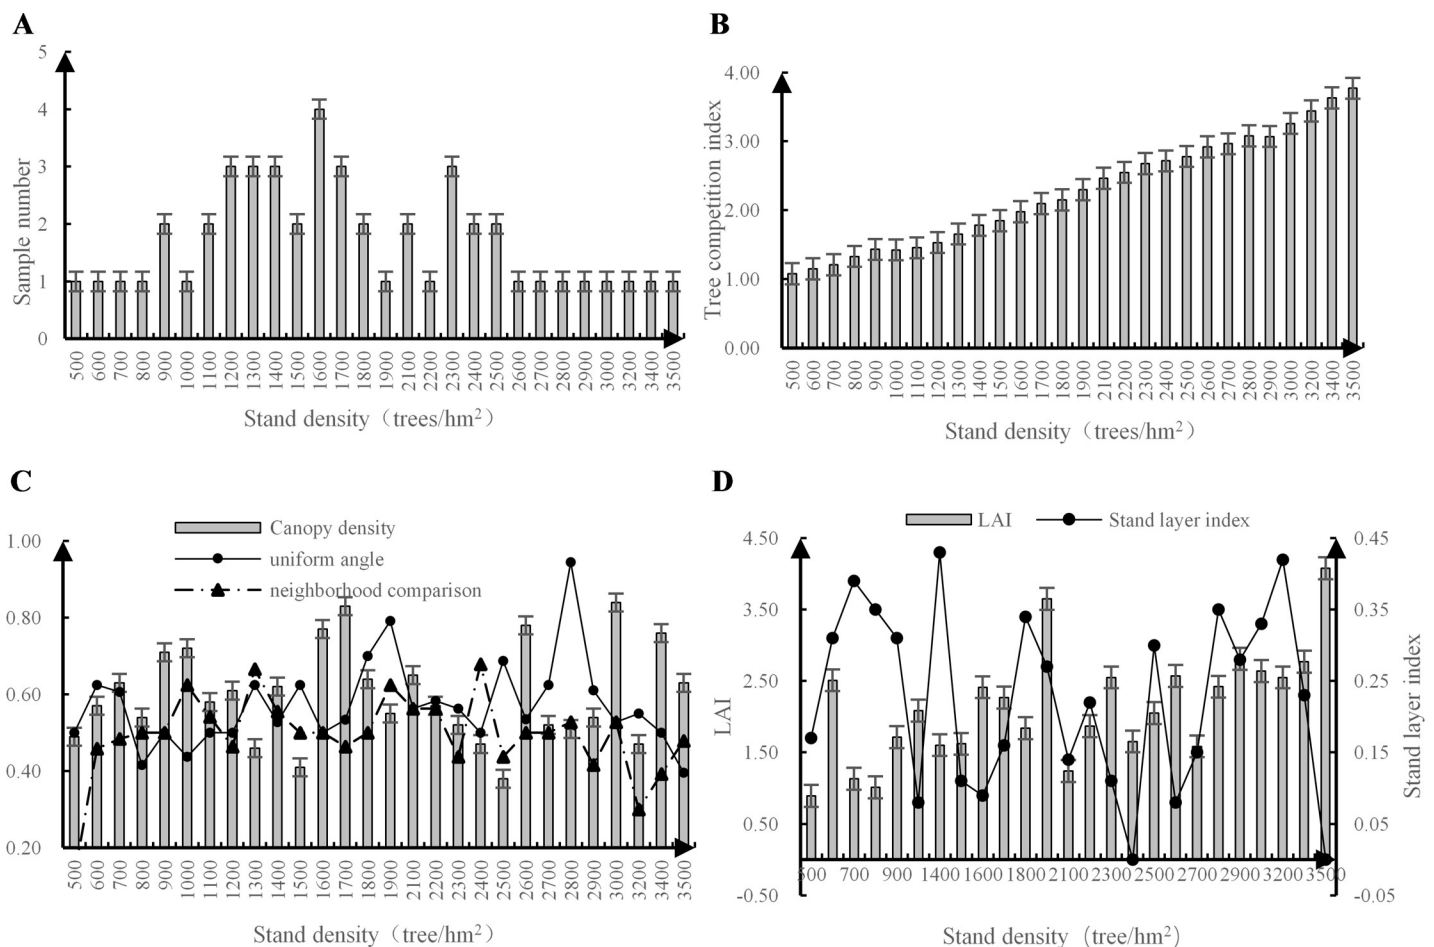 A
5
4
3
2
1
0
Sample number
500 600 700 800 900 1000 1100 1200 1300 1400 1500 1600 1700 1800 1900 2100 2200 2300 2400 2500 2600 2700 2800 2900 3000 3200 3400 3500
Stand density（trees/hm²）
B
4.00
3.00
2.00
1.00
0.00
Tree competition index
500 600 700 800 900 1000 1100 1200 1300 1400 1500 1600 1700 1800 1900 2100 2200 2300 2400 2500 2600 2700 2800 2900 3000 3200 3400 3500
Stand density（trees/hm²）
C
Canopy density
uniform angle
neighborhood comparison
1.00
0.80
0.60
0.40
0.20
500 600 700 800 900 1000 1100 1200 1300 1400 1500 1600 1700 1800 1900 2100 2200 2300 2400 2500 2600 2700 2800 2900 3000 3200 3400 3500
Stand density（tree/hm²）
D
LAI
Stand layer index
4.50
3.50
2.50
1.50
0.50
-0.50
LAI
0.45
0.35
0.25
0.15
0.05
-0.05
Stand layer index
500 700 900 1100 1400 1600 1800 2100 2300 2500 2700 2900 3200 3500
Stand density (tree/hm²)